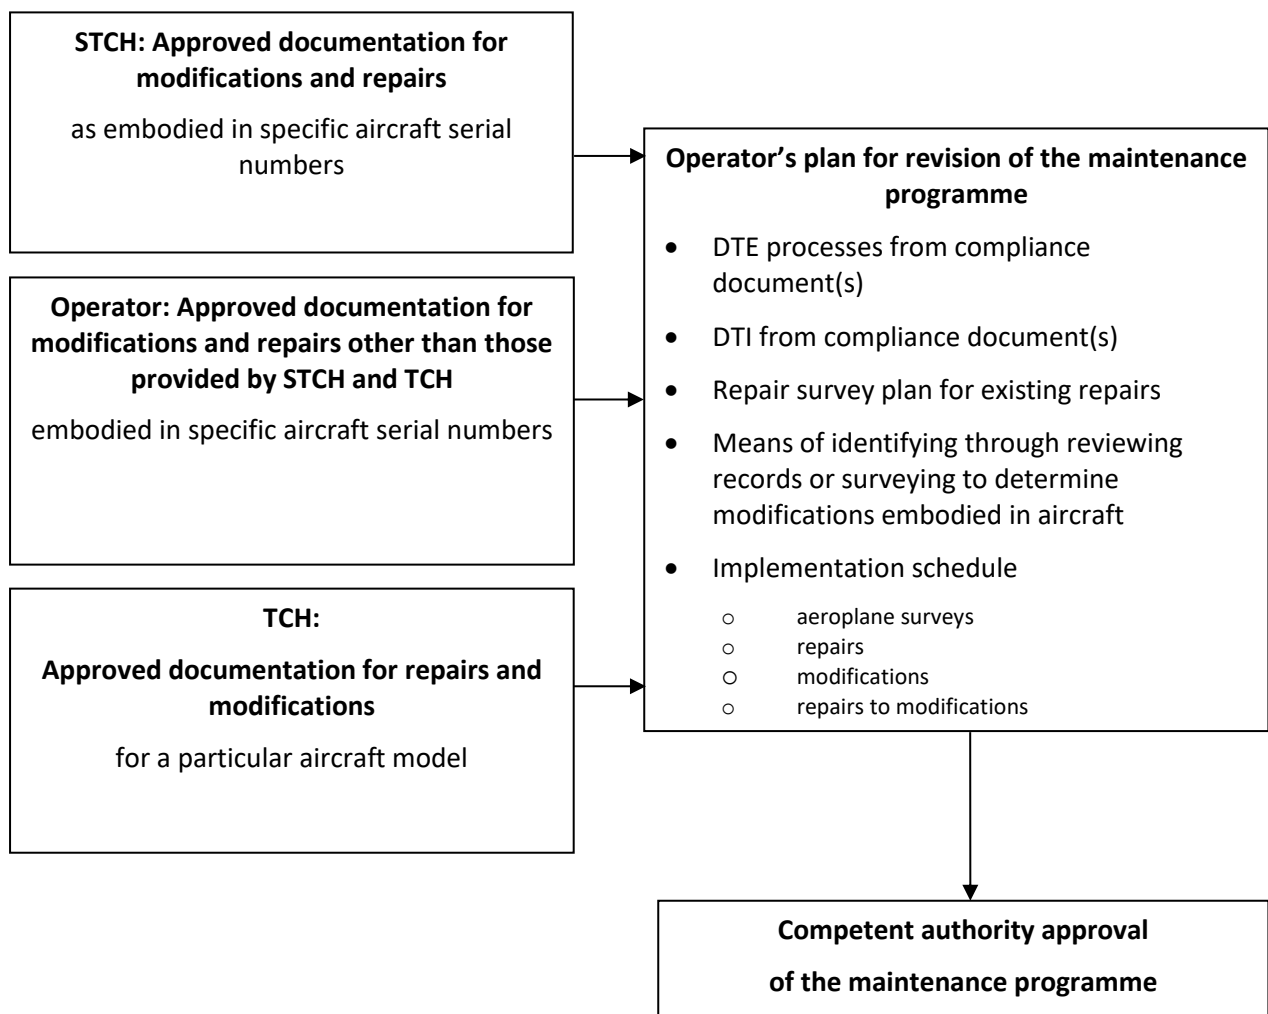 STCH: Approved documentation for
modifications and repairs
as embodied in specific aircraft serial
numbers
Operator: Approved documentation for
modifications and repairs other than those
provided by STCH and TCH
embodied in specific aircraft serial numbers
TCH:
Approved documentation for repairs and
modifications
for a particular aircraft model
Operator’s plan for revision of the maintenance
programme
• DTE processes from compliance
document(s)
• DTI from compliance document(s)
• Repair survey plan for existing repairs
• Means of identifying through reviewing
records or surveying to determine
modifications embodied in aircraft
• Implementation schedule
o aeroplane surveys
o repairs
o modifications
o repairs to modifications
Competent authority approval
of the maintenance programme